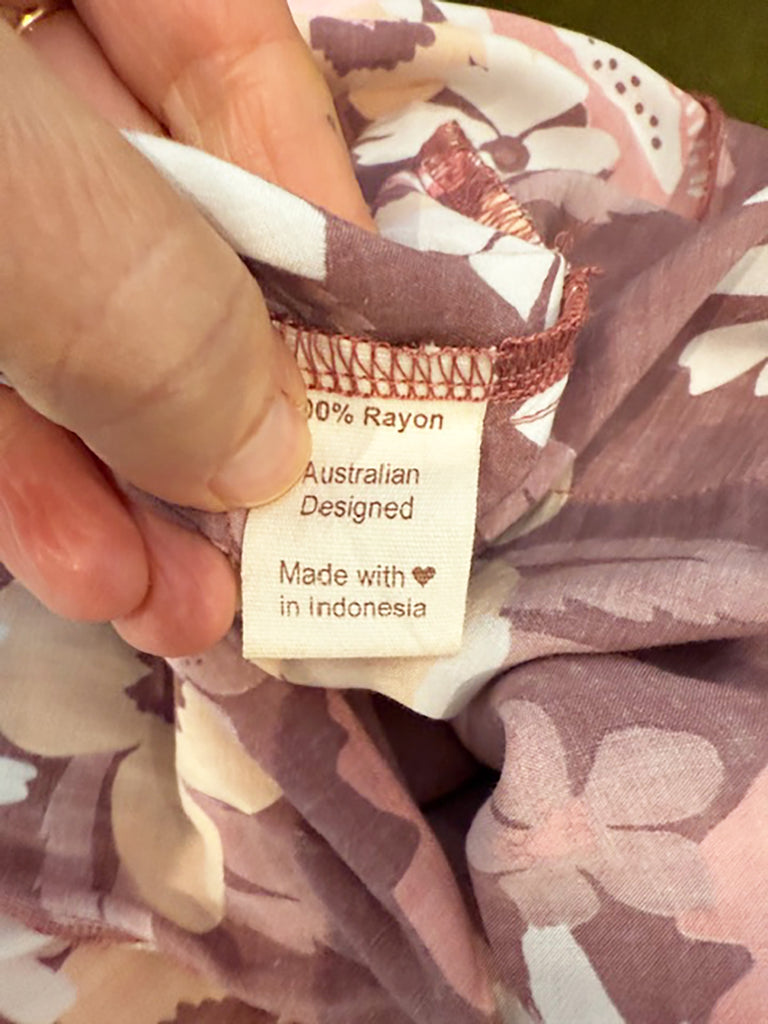 00% Rayon
Australian
Designed
Made with ♥
in Indonesia